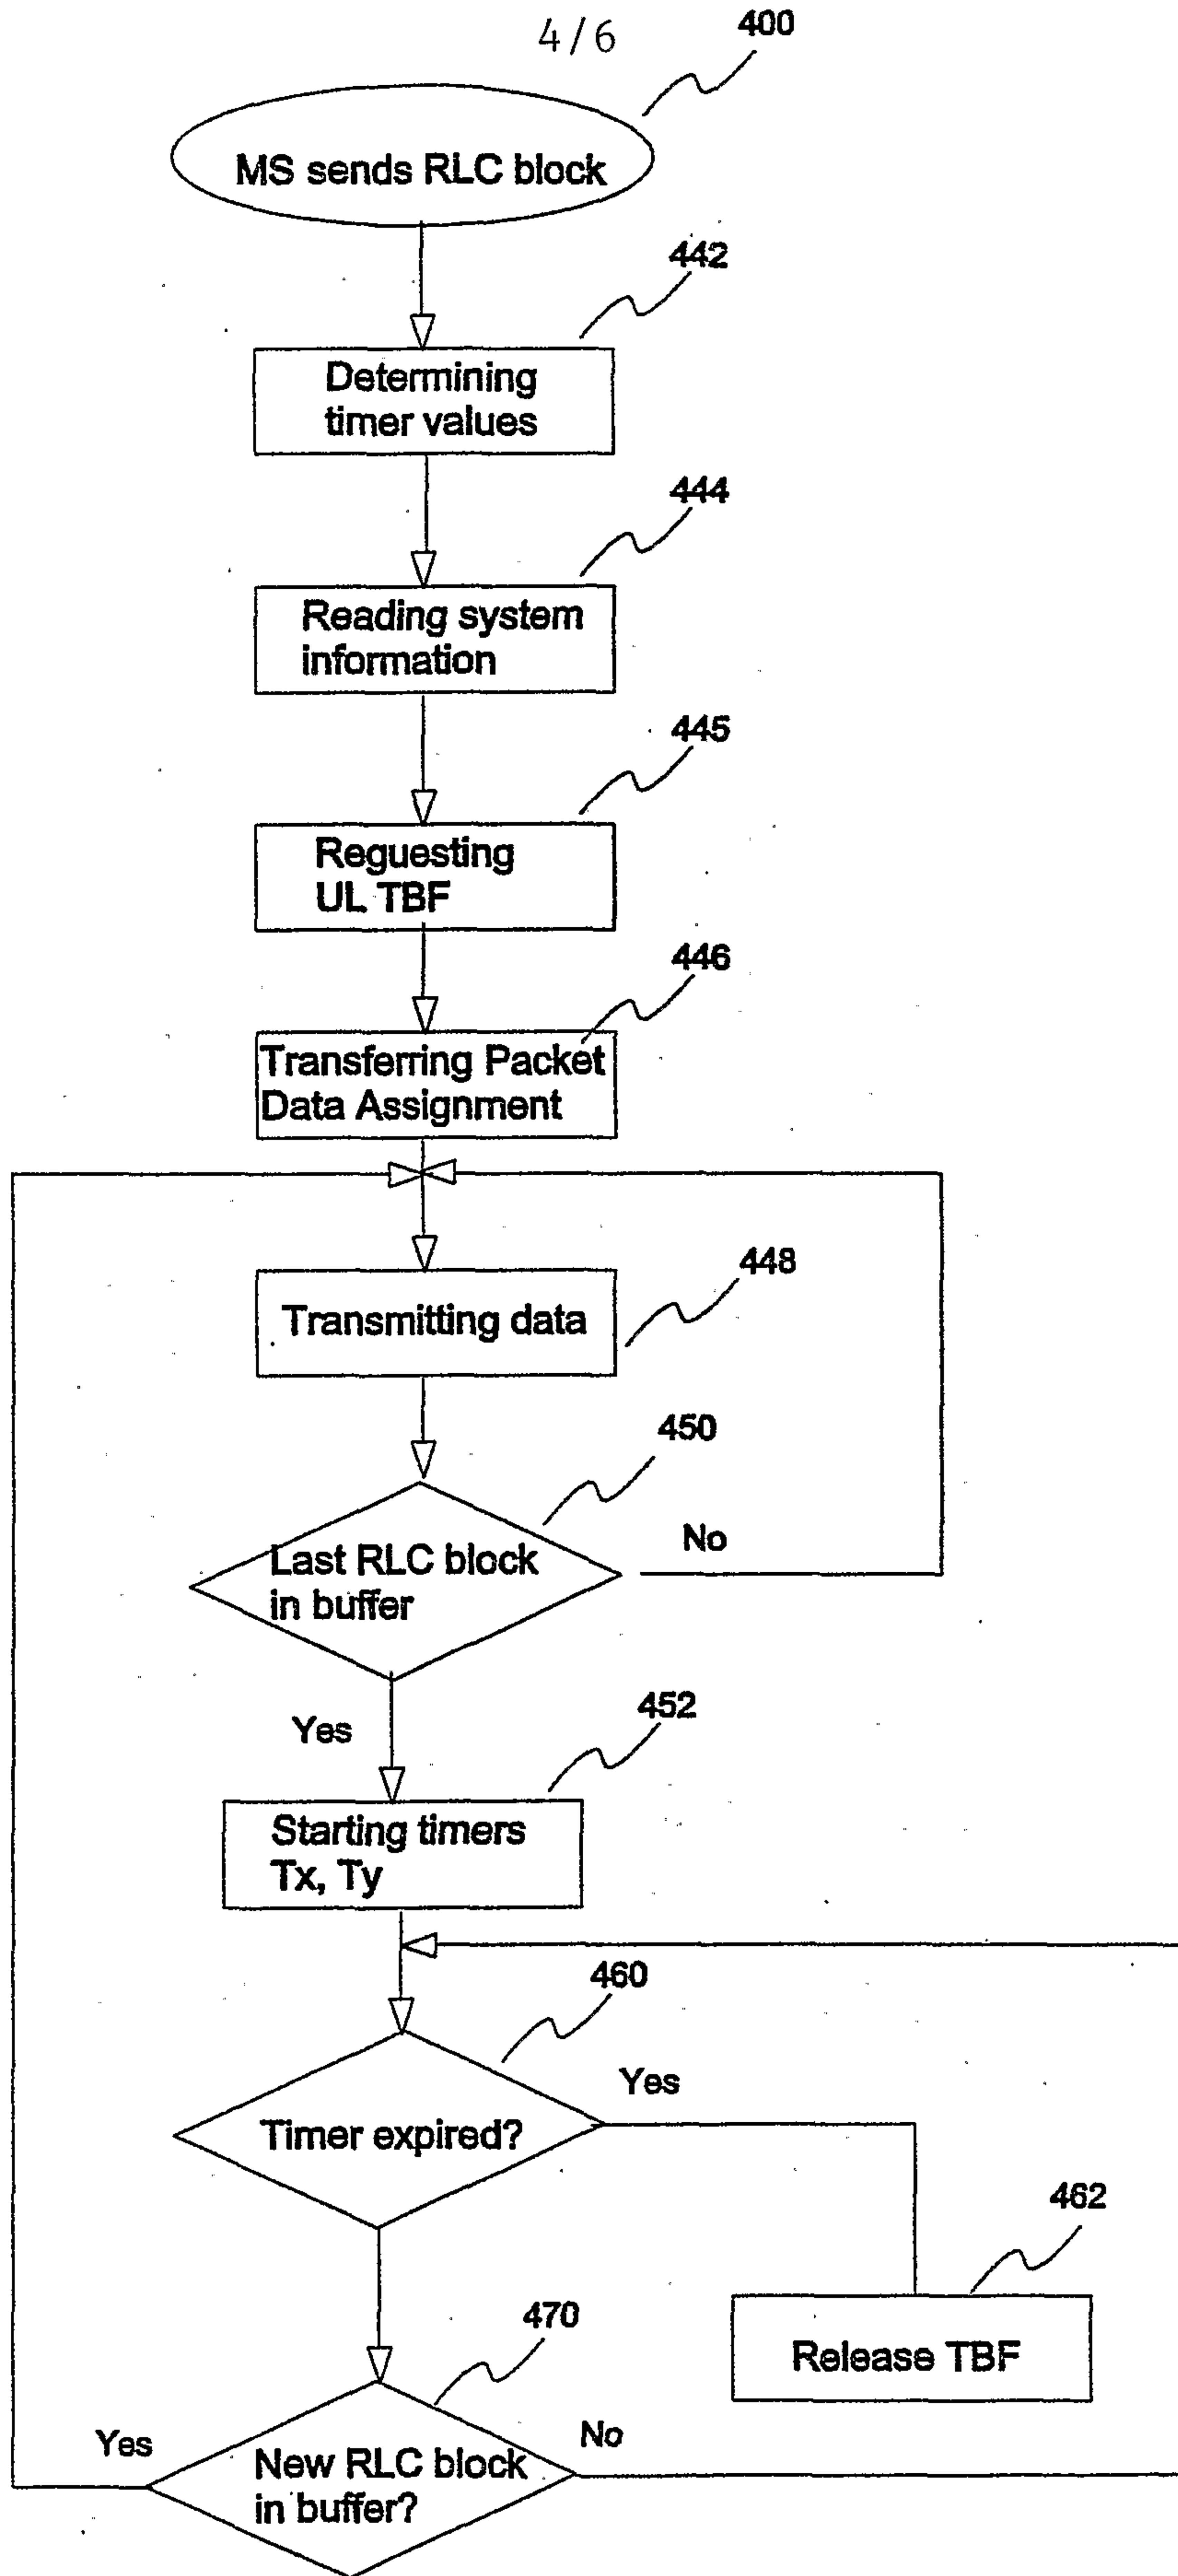 4/6
400
MS sends RLC block
442
Determining
timer values
444
Reading system
information
445
Reguesting
UL TBF
446
Transferring Packet
Data Assignment
448
Transmitting data
450
Last RLC block
in buffer
No
Yes
452
Starting timers
Tx, Ty
460
Yes
Timer expired?
462
Release TBF
470
Yes
No
New RLC block
in buffer?